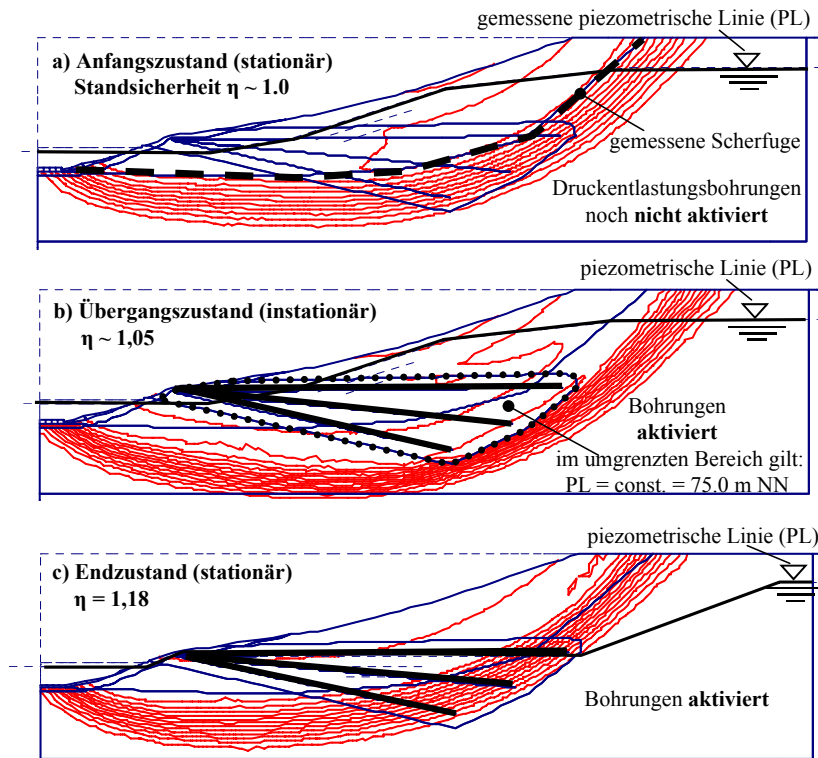 gemessene piezometrische Linie (PL)
a) Anfangszustand (stationär)
Standsicherheit η ~ 1.0
gemessene Scherfuge
Druckentlastungsbohrungen
noch nicht aktiviert
piezometrische Linie (PL)
b) Übergangszustand (instationär)
η ~ 1,05
Bohrungen
aktiviert
im umgrenzten Bereich gilt:
PL = const. = 75.0 m NN
piezometrische Linie (PL)
c) Endzustand (stationär)
η = 1,18
Bohrungen aktiviert